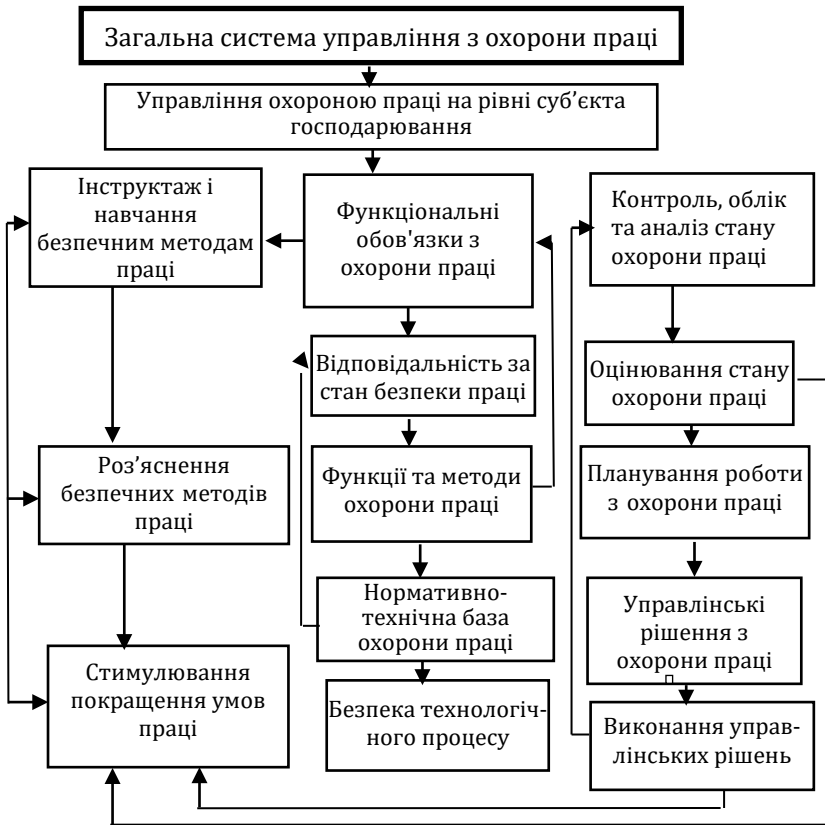 Загальна система управління з охорони праці
Управління охороною праці на рівні суб’єкта
господарювання
Інструктаж і
навчання
безпечним методам
праці
Функціональні
обов'язки з
охорони праці
Контроль, облік
та аналіз стану
охорони праці
Відповідальність за
стан безпеки праці
Оцінювання стану
охорони праці
Роз’яснення
безпечних методів
праці
Функції та методи
охорони праці
Планування роботи
з охорони праці
Нормативно-
технічна база
охорони праці
Управлінські
рішення з
охорони праці
Стимулювання
покращення умов
праці
Безпека технологіч-
ного процесу
Виконання управ-
лінських рішень